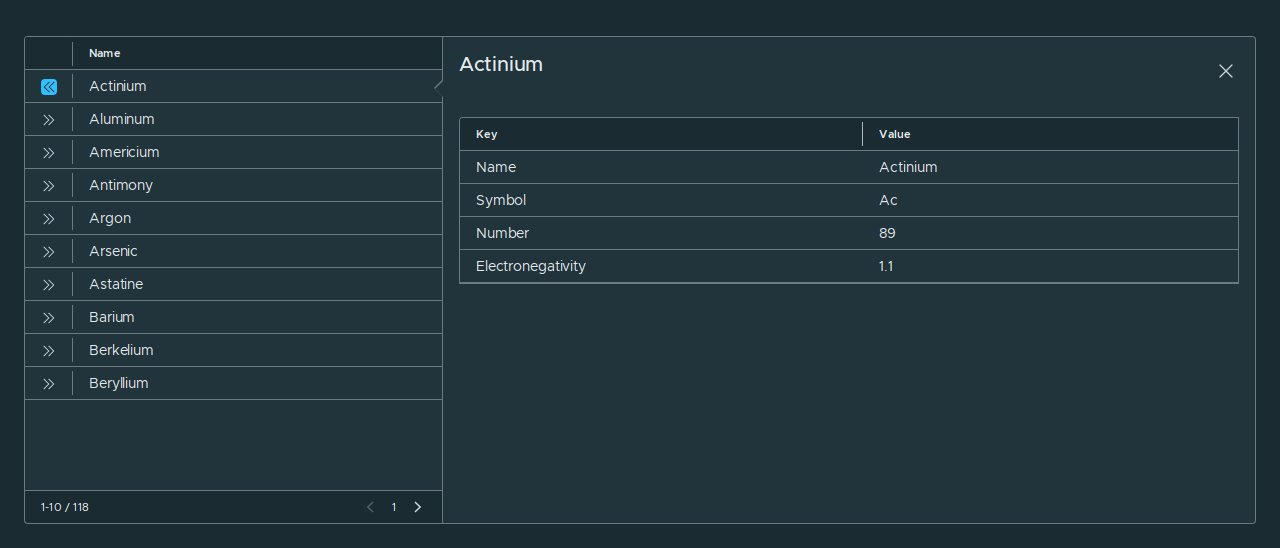 Name
Actinium
Aluminum
Americium
Antimony
Argon
Arsenic
Astatine
Barium
Berkelium
Beryllium
1-10 / 118
1
Actinium
Key Value
Name Actinium
Symbol Ac
Number 89
Electronegativity 1.1